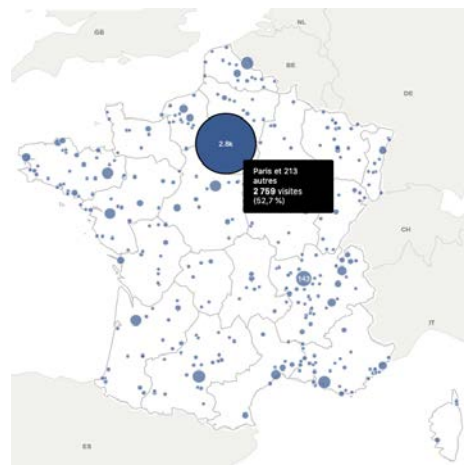 GB
NL
BE
DE
2.8k
Paris et 213
autres
2 759 visites
(52,7 %)
CH
143
IT
ES